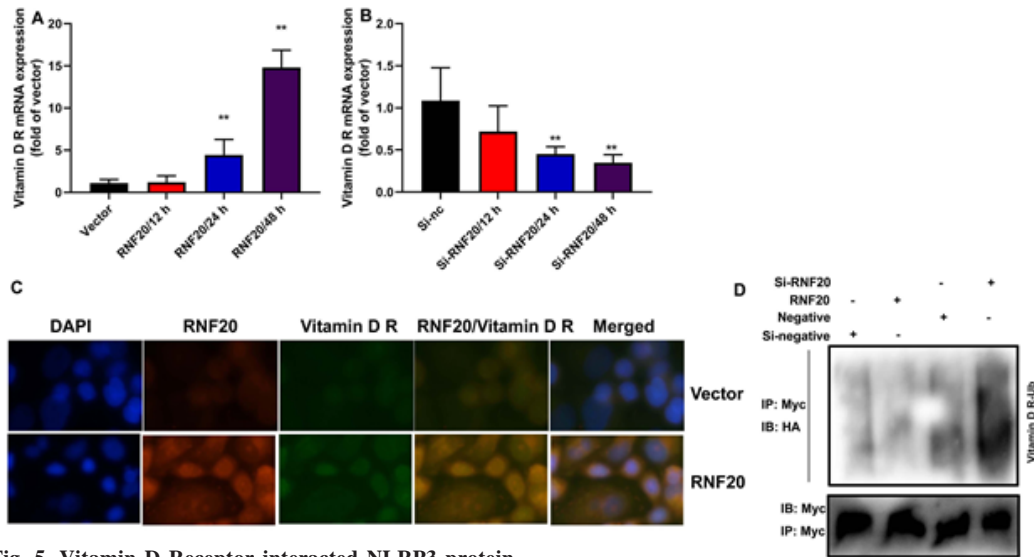 A
Vitamin D R mRNA expression
(fold of vector)
20
15
10
5
0
**
**
Vector
RNF20/12 h
RNF20/24 h
RNF20/48 h
B
Vitamin D R mRNA expression
(fold of vector)
2.0
1.5
1.0
0.5
0.0
**
**
Si-nc
Si-RNF20/12 h
Si-RNF20/24 h
Si-RNF20/48 h
C
DAPI
RNF20
Vitamin D R
RNF20/Vitamin D R
Merged
Vector
RNF20
D
Si-RNF20 - +
RNF20 - +
Negative + -
Si-negative + -
IP: Myc
IB: HA
Vitamin D R-Ub
IB: Myc
IP: Myc
Fig. 5. Vitamin D Receptor interacted NLRP3 protein